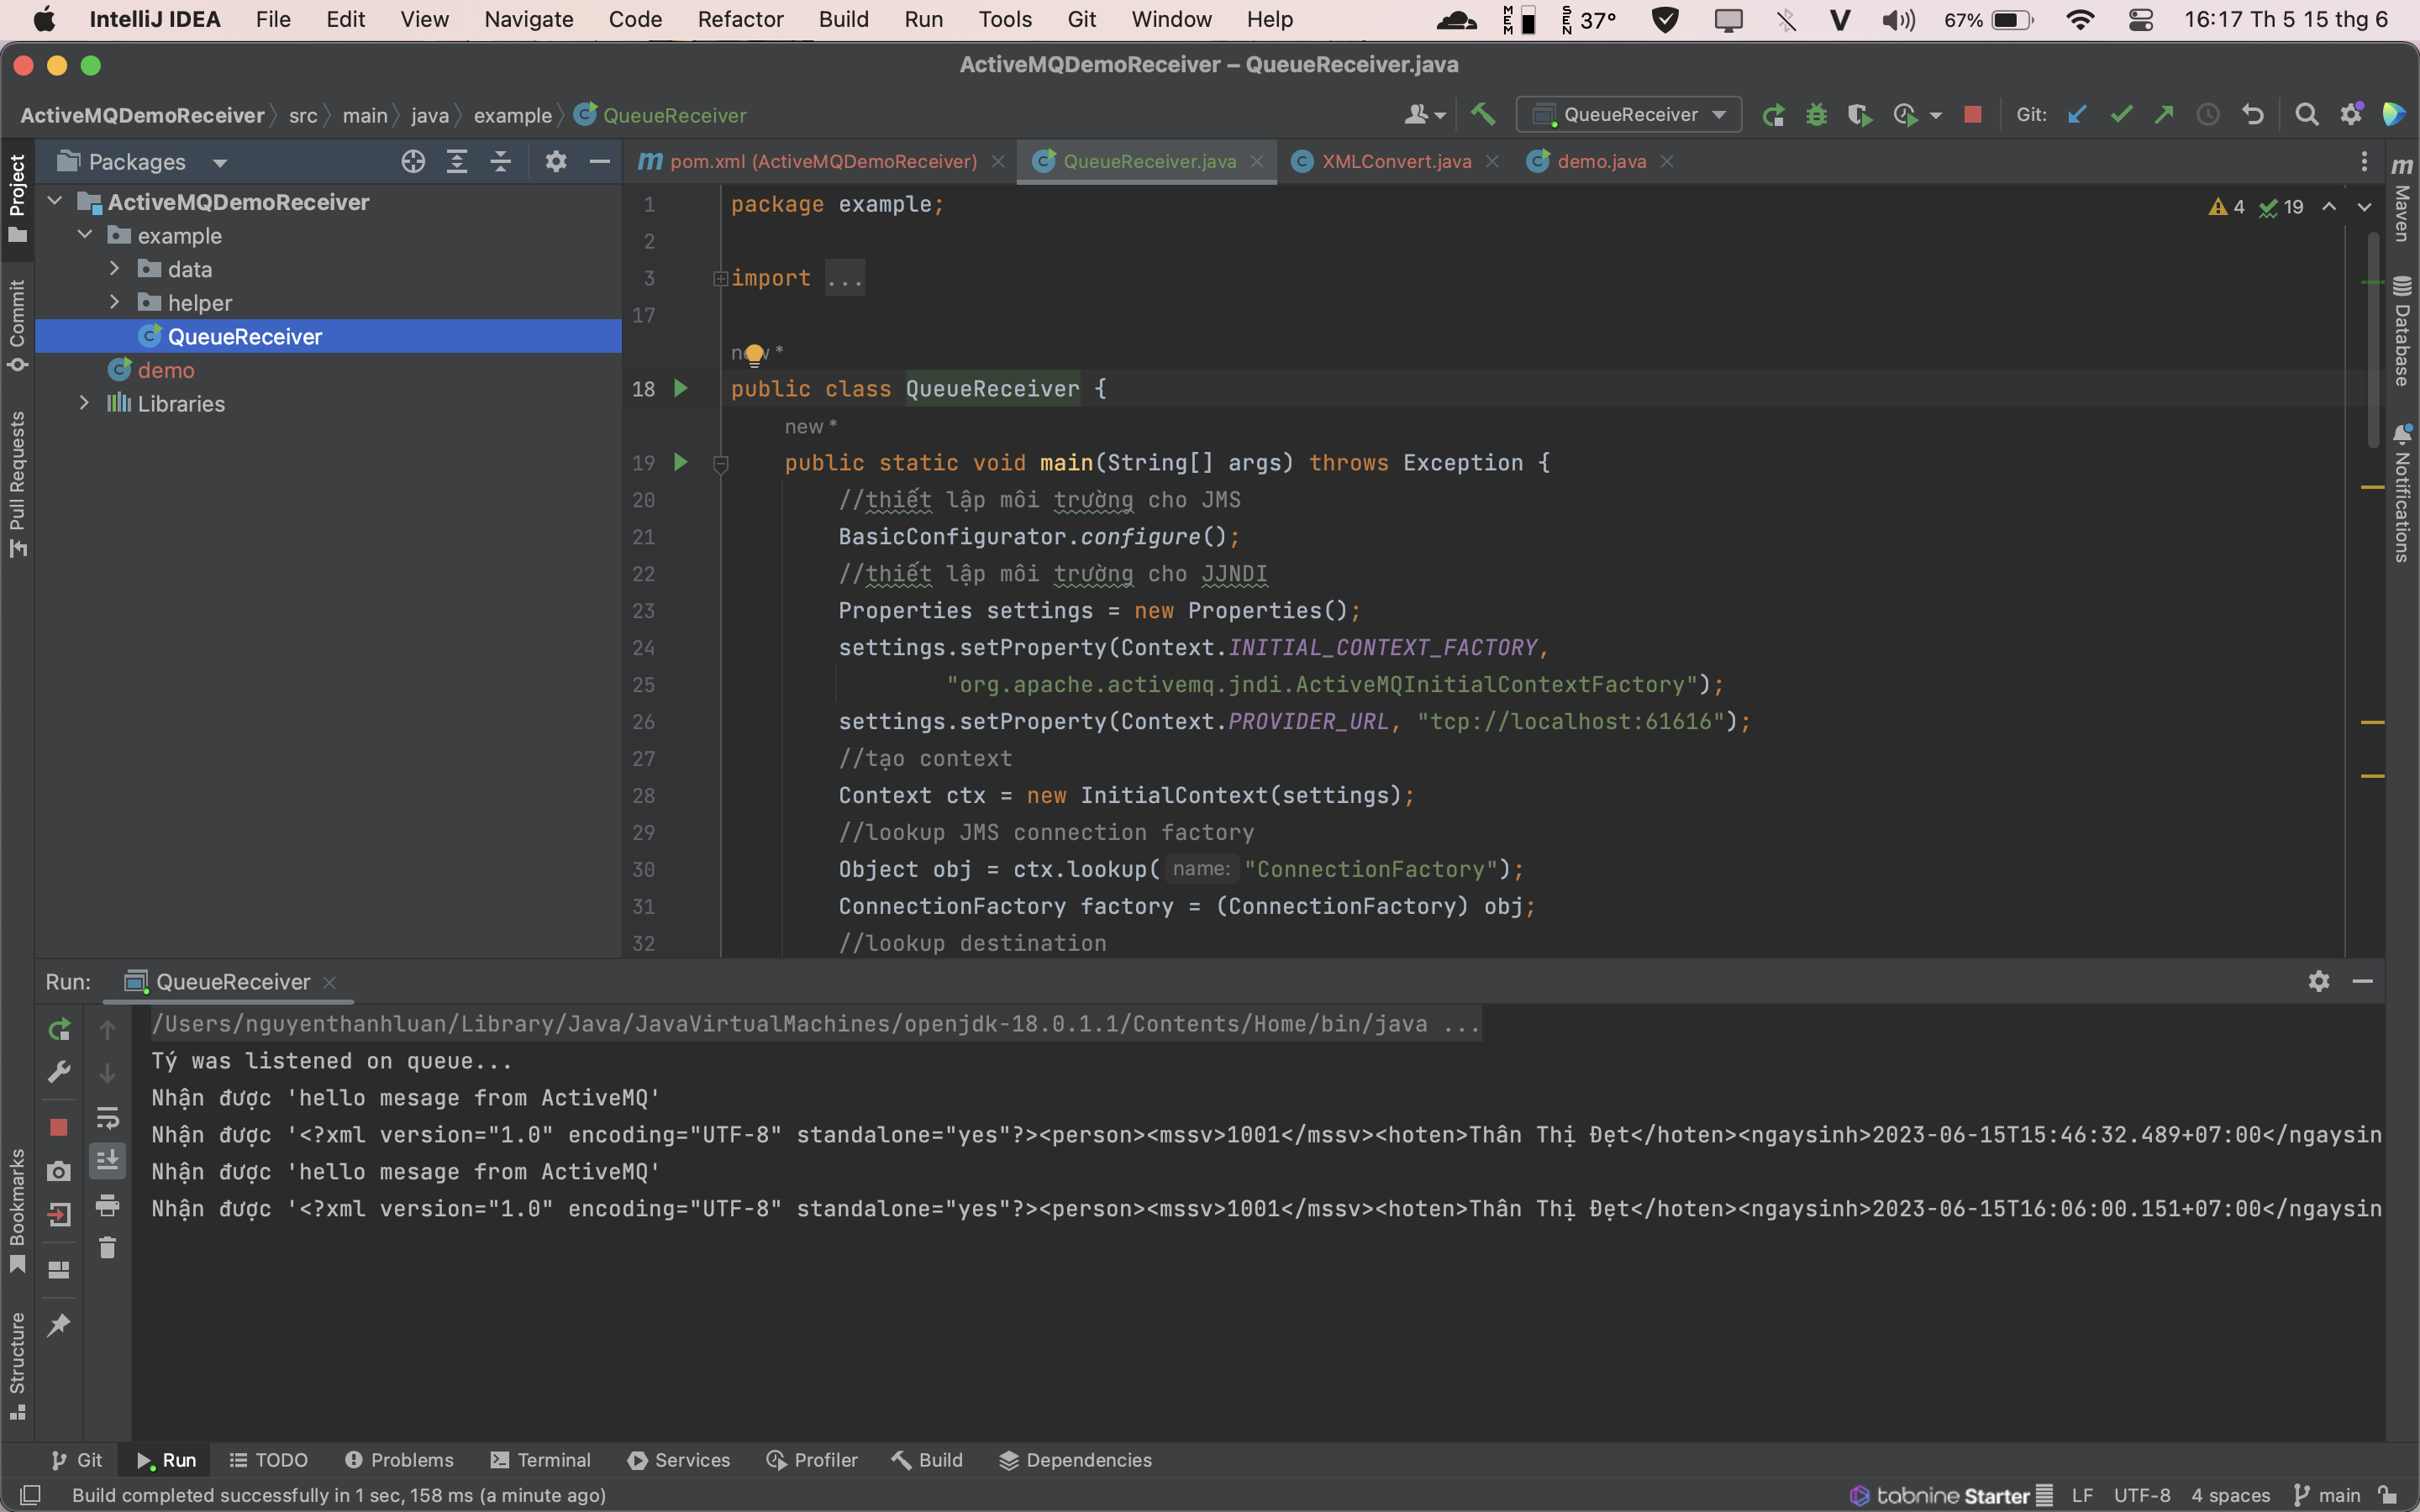 IntelliJ IDEA File Edit View Navigate Code Refactor Build Run Tools Git Window Help MEM SEN 37° V 67% 16:17 Th 5 15 thg 6
ActiveMQDemoReceiver – QueueReceiver.java
ActiveMQDemoReceiver src main java example QueueReceiver QueueReceiver Git:
Project Packages m pom.xml (ActiveMQDemoReceiver) QueueReceiver.java XMLConvert.java demo.java
Commit
Pull Requests
Bookmarks
Structure
m Maven
Database
Notifications
ActiveMQDemoReceiver
example
data
helper
QueueReceiver
demo
Libraries
4 19
1 package example;
2
3 import ...
17
new *
18 public class QueueReceiver {
new *
19 public static void main(String[] args) throws Exception {
20 //thiết lập môi trường cho JMS
21 BasicConfigurator.configure();
22 //thiết lập môi trường cho JJNDI
23 Properties settings = new Properties();
24 settings.setProperty(Context.INITIAL_CONTEXT_FACTORY,
25 "org.apache.activemq.jndi.ActiveMQInitialContextFactory");
26 settings.setProperty(Context.PROVIDER_URL, "tcp://localhost:61616");
27 //tạo context
28 Context ctx = new InitialContext(settings);
29 //lookup JMS connection factory
30 Object obj = ctx.lookup( name: "ConnectionFactory");
31 ConnectionFactory factory = (ConnectionFactory) obj;
32 //lookup destination
Run: QueueReceiver
/Users/nguyenthanhluan/Library/Java/JavaVirtualMachines/openjdk-18.0.1.1/Contents/Home/bin/java ...
Tý was listened on queue...
Nhận được 'hello mesage from ActiveMQ'
Nhận được '<?xml version="1.0" encoding="UTF-8" standalone="yes"?><person><mssv>1001</mssv><hoten>Thân Thị Đẹt</hoten><ngaysinh>2023-06-15T15:46:32.489+07:00</ngaysin
Nhận được 'hello mesage from ActiveMQ'
Nhận được '<?xml version="1.0" encoding="UTF-8" standalone="yes"?><person><mssv>1001</mssv><hoten>Thân Thị Đẹt</hoten><ngaysinh>2023-06-15T16:06:00.151+07:00</ngaysin
Git Run TODO Problems Terminal Services Profiler Build Dependencies
Build completed successfully in 1 sec, 158 ms (a minute ago) tabnine Starter LF UTF-8 4 spaces main